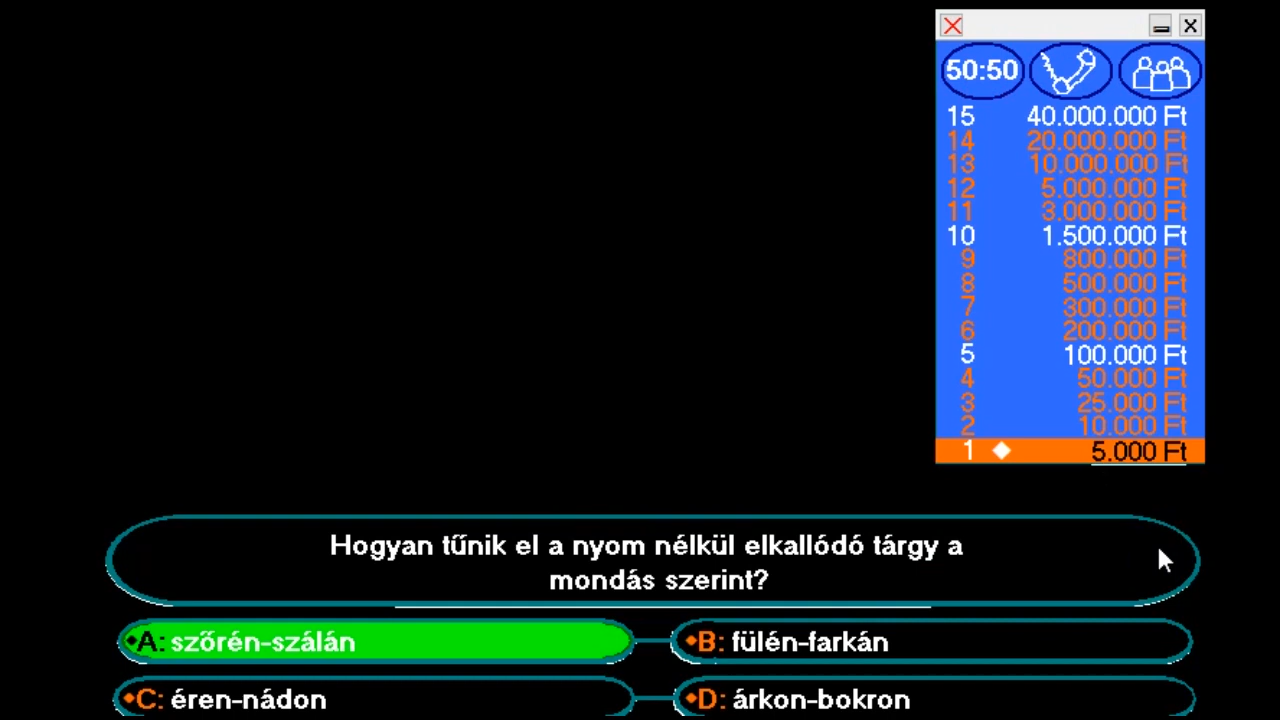 50:50
15 40.000.000 Ft
14 20.000.000 Ft
13 10.000.000 Ft
12 5.000.000 Ft
11 3.000.000 Ft
10 1.500.000 Ft
9 800.000 Ft
8 500.000 Ft
7 300.000 Ft
6 200.000 Ft
5 100.000 Ft
4 50.000 Ft
3 25.000 Ft
2 10.000 Ft
1 5.000 Ft
Hogyan tűnik el a nyom nélkül elkallódó tárgy a
mondás szerint?
A: szőrén-szálán
B: fülén-farkán
C: éren-nádon
D: árkon-bokron